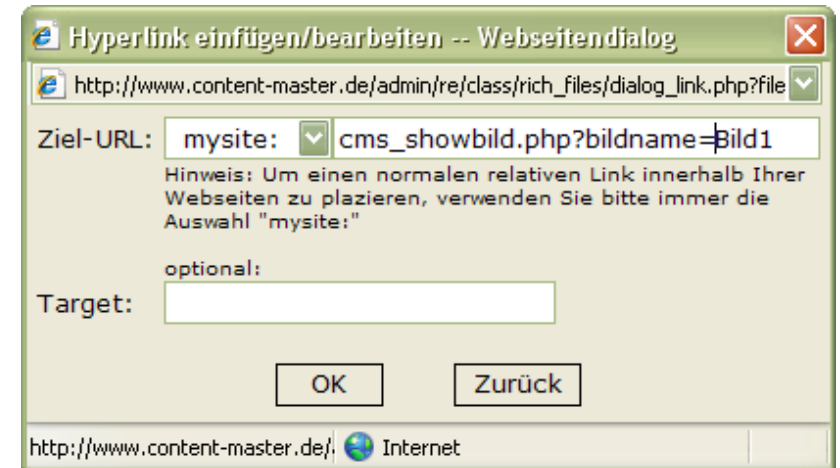 Hyperlink einfügen/bearbeiten -- Webseitendialog
http://www.content-master.de/admin/re/class/rich_files/dialog_link.php?file
Ziel-URL: mysite: cms_showbild.php?bildname=Bild1
Hinweis: Um einen normalen relativen Link innerhalb Ihrer
Webseiten zu plazieren, verwenden Sie bitte immer die
Auswahl "mysite:"
optional:
Target:
OK Zurück
http://www.content-master.de/. Internet